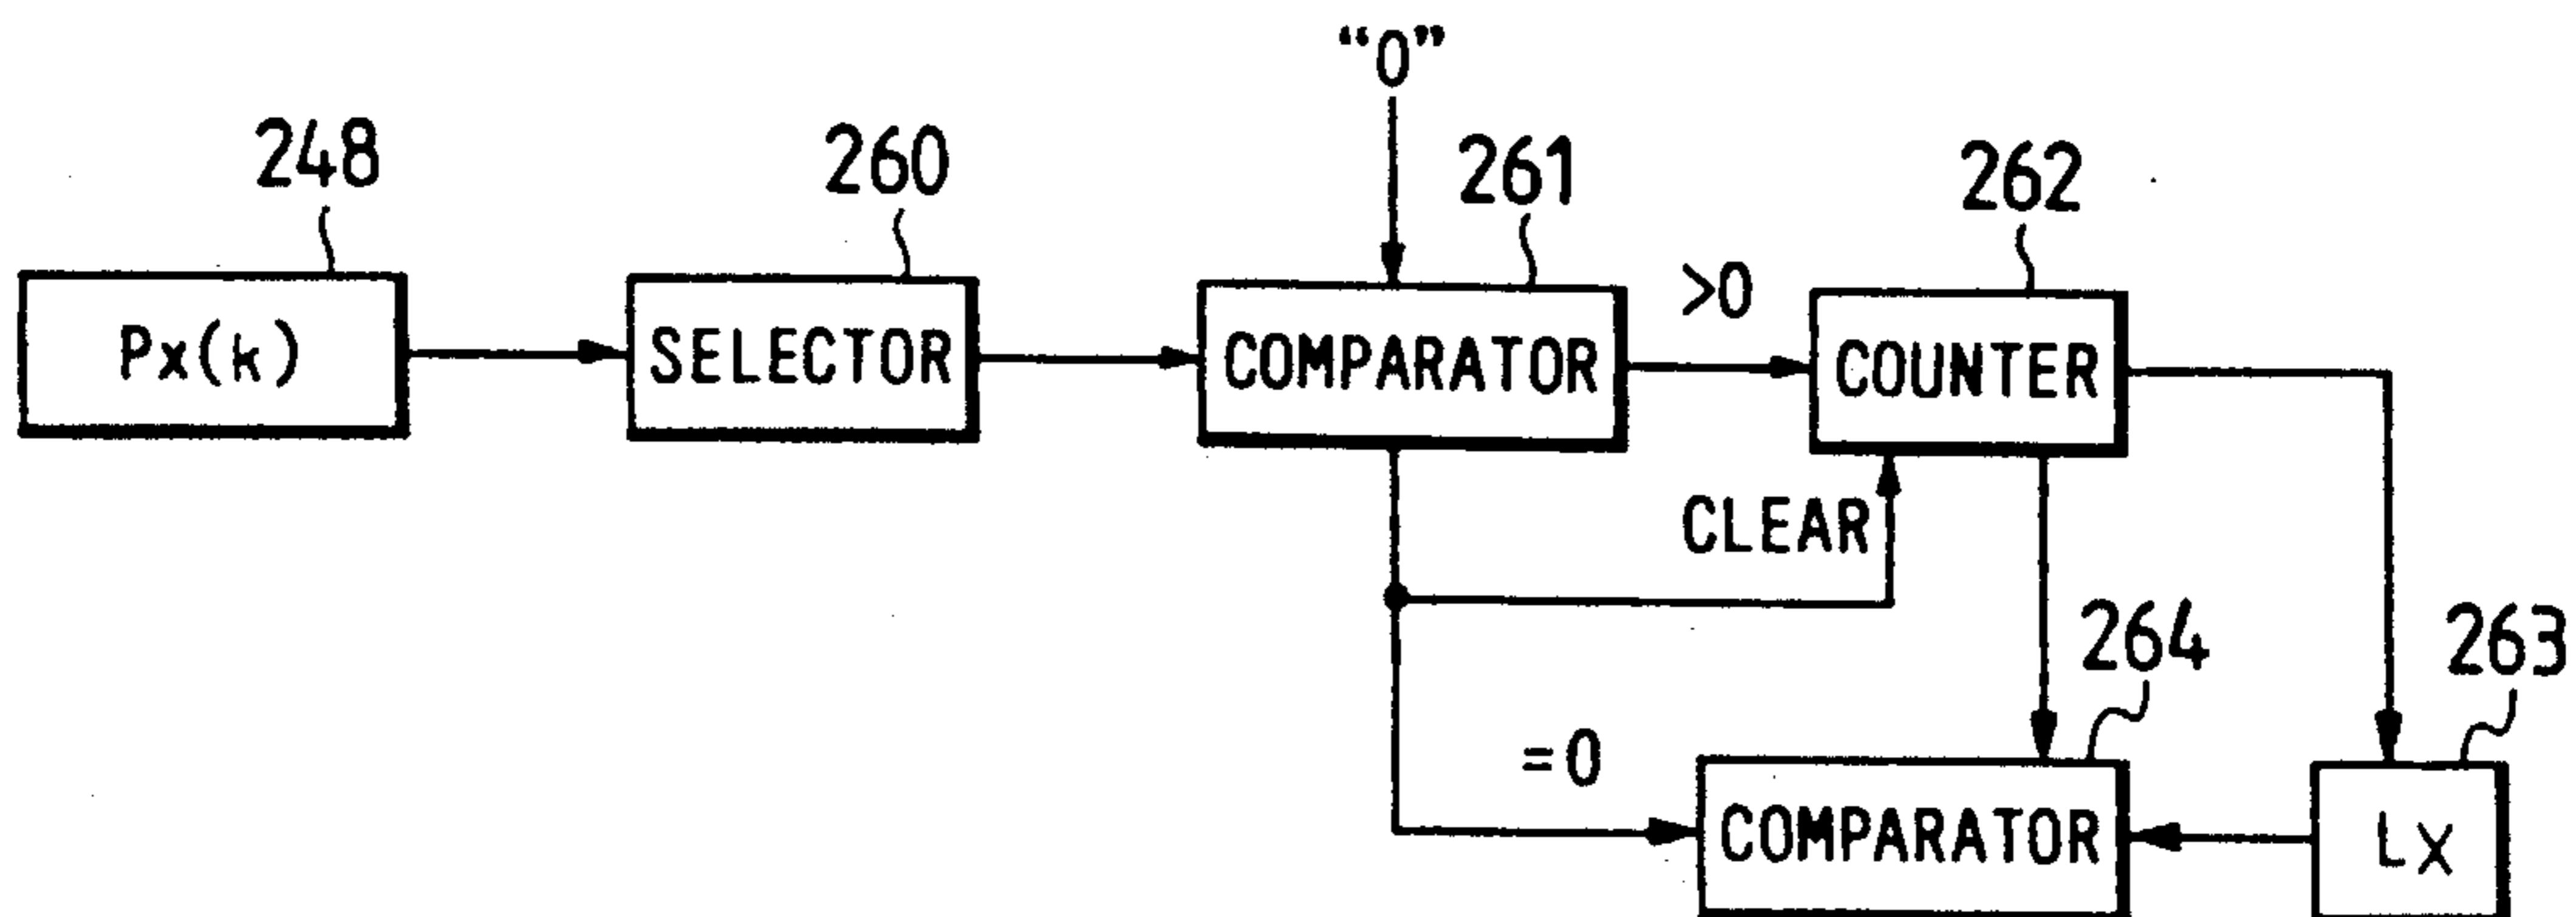 “0”
248
260
261
262
>0
Px(k)
SELECTOR
COMPARATOR
COUNTER
CLEAR
264
263
=0
COMPARATOR
Lx